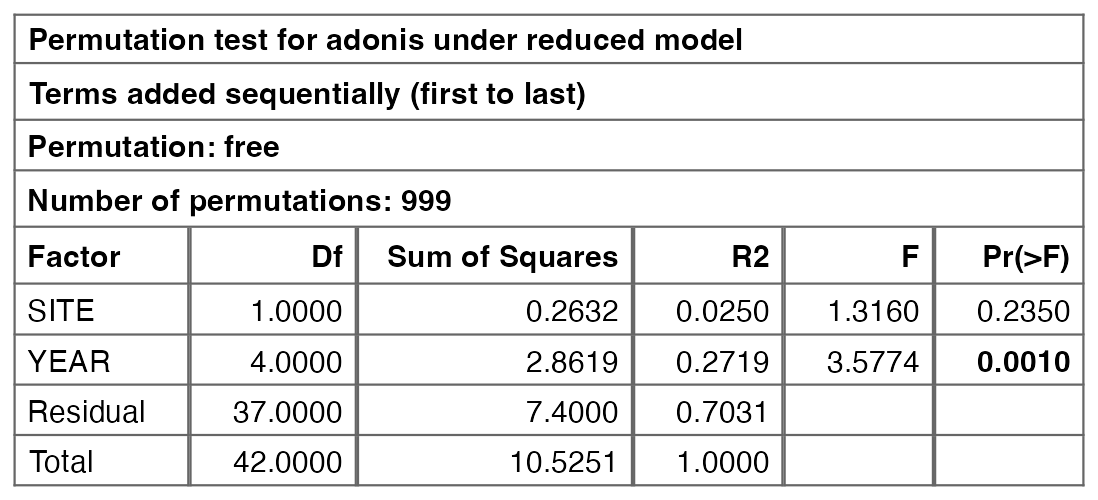 Permutation test for adonis under reduced model
Terms added sequentially (first to last)
Permutation: free
Number of permutations: 999
Factor Df Sum of Squares R2 F Pr(>F)
SITE 1.0000 0.2632 0.0250 1.3160 0.2350
YEAR 4.0000 2.8619 0.2719 3.5774 0.0010
Residual 37.0000 7.4000 0.7031
Total 42.0000 10.5251 1.0000